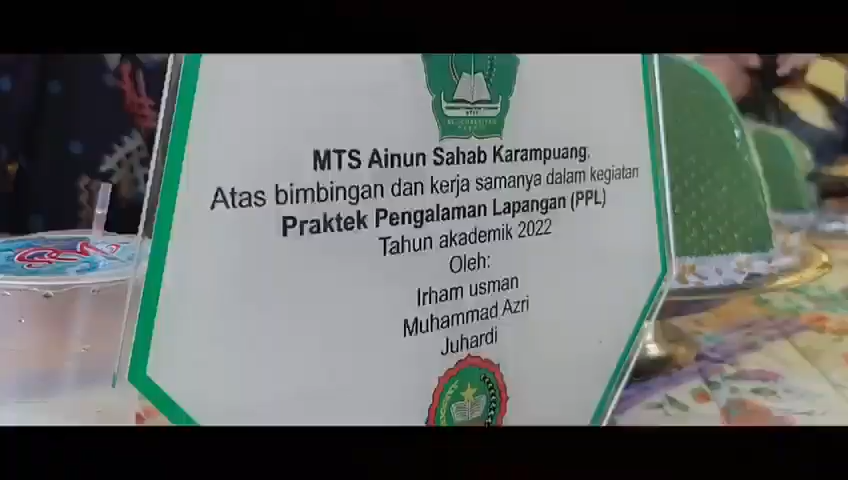 MTS Ainun Sahab Karampuang.
Atas bimbingan dan kerja samanya dalam kegiatan
Praktek Pengalaman Lapangan (PPL)
Tahun akademik 2022
Oleh:
Irham usman
Muhammad Azri
Juhardi